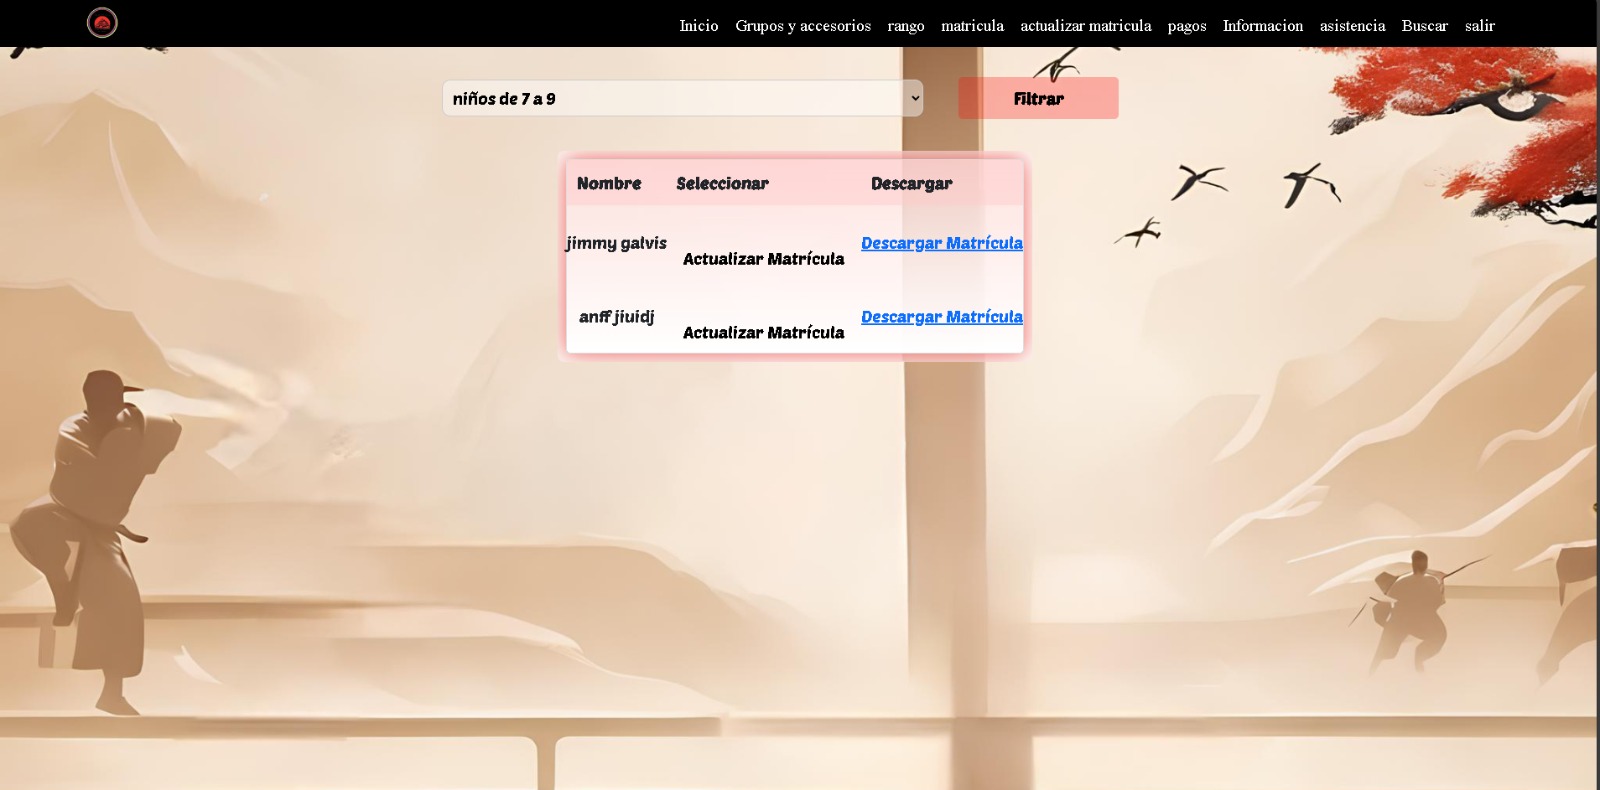 Inicio Grupos y accesorios rango matricula actualizar matricula pagos Informacion asistencia Buscar salir
niños de 7 a 9 Filtrar
Nombre Seleccionar Descargar
jimmy galvis Actualizar Matrícula Descargar Matrícula
anff jiuidj Actualizar Matrícula Descargar Matrícula